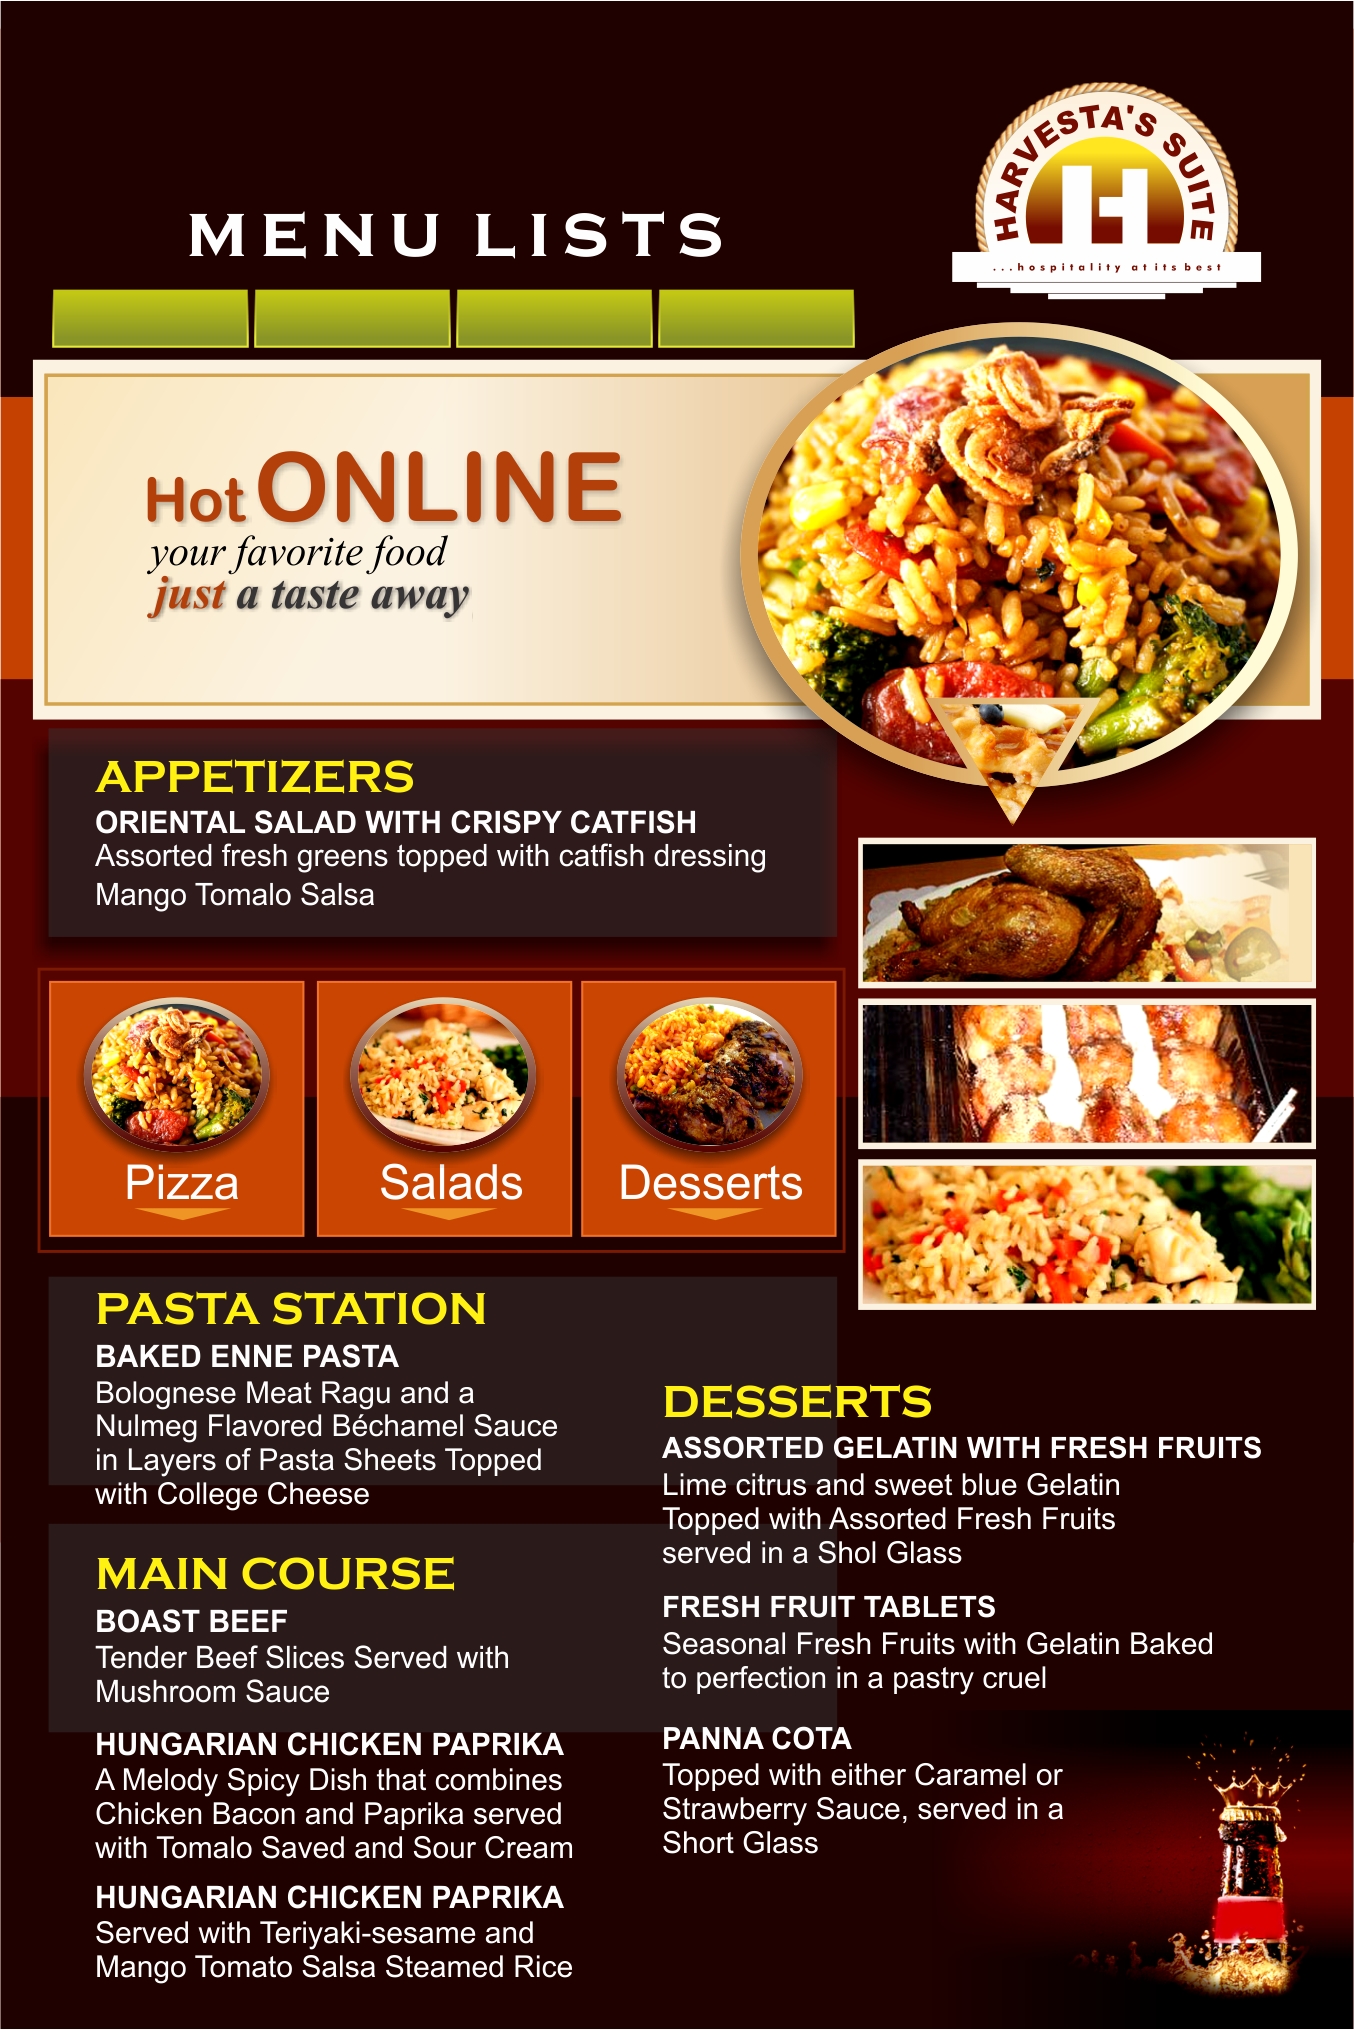 HARVESTA'S SUITE
...hospitality at its best
MENU LISTS
Hot ONLINE
your favorite food
just a taste away
APPETIZERS
ORIENTAL SALAD WITH CRISPY CATFISH
Assorted fresh greens topped with catfish dressing
Mango Tomalo Salsa
Pizza
Salads
Desserts
PASTA STATION
BAKED ENNE PASTA
Bolognese Meat Ragu and a
Nulmeg Flavored Béchamel Sauce
in Layers of Pasta Sheets Topped
with College Cheese
MAIN COURSE
BOAST BEEF
Tender Beef Slices Served with
Mushroom Sauce
HUNGARIAN CHICKEN PAPRIKA
A Melody Spicy Dish that combines
Chicken Bacon and Paprika served
with Tomalo Saved and Sour Cream
HUNGARIAN CHICKEN PAPRIKA
Served with Teriyaki-sesame and
Mango Tomato Salsa Steamed Rice
DESSERTS
ASSORTED GELATIN WITH FRESH FRUITS
Lime citrus and sweet blue Gelatin
Topped with Assorted Fresh Fruits
served in a Shol Glass
FRESH FRUIT TABLETS
Seasonal Fresh Fruits with Gelatin Baked
to perfection in a pastry cruel
PANNA COTA
Topped with either Caramel or
Strawberry Sauce, served in a
Short Glass